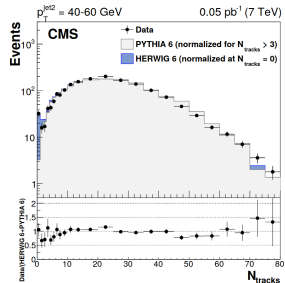 p_T^jet2 = 40-60 GeV 0.05 pb⁻¹ (7 TeV)
CMS
Data
PYTHIA 6 (normalized for N_tracks > 3)
HERWIG 6 (normalized at N_tracks = 0)
Events
10³
10²
10
1
Data/(HERWIG 6+PYTHIA 6)
2
1.5
1
0.5
0
0 10 20 30 40 50 60 70 80
N_tracks